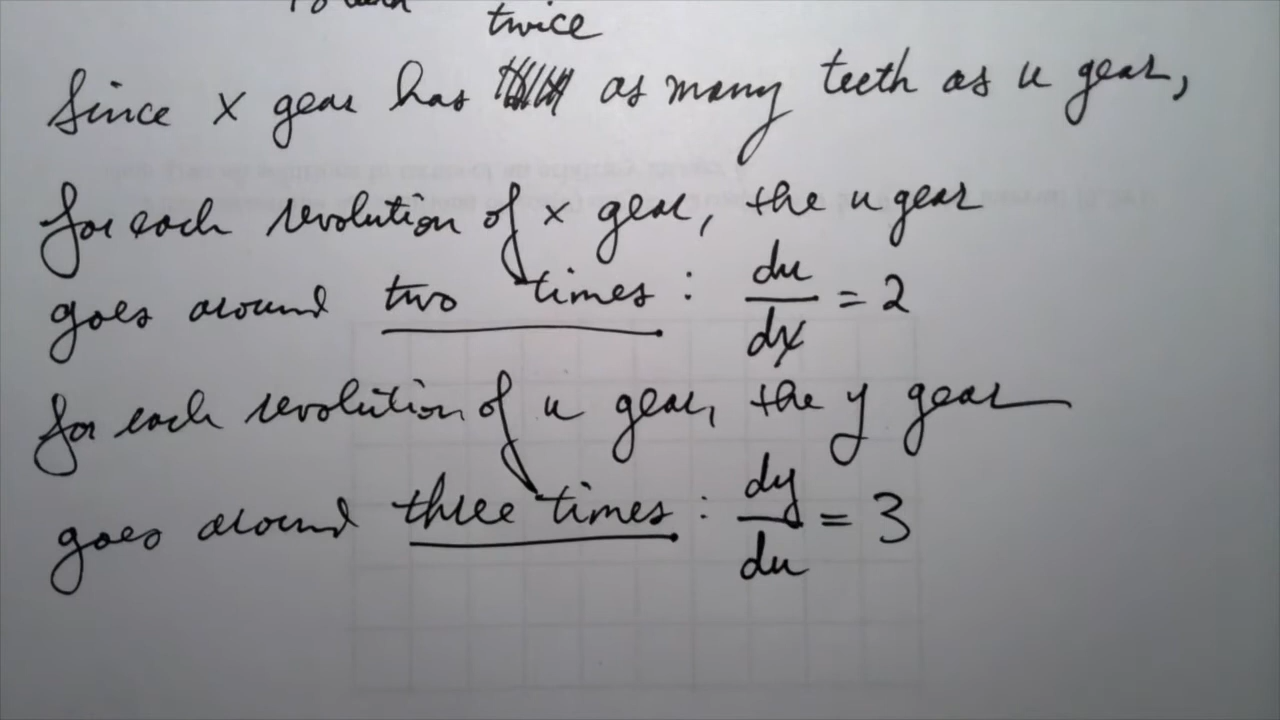 twice
Since x gear has as many teeth as u gear,
for each revolution of x gear, the u gear
goes around two times : du/dx = 2
for each revolution of u gear, the y gear
goes around three times : dy/du = 3